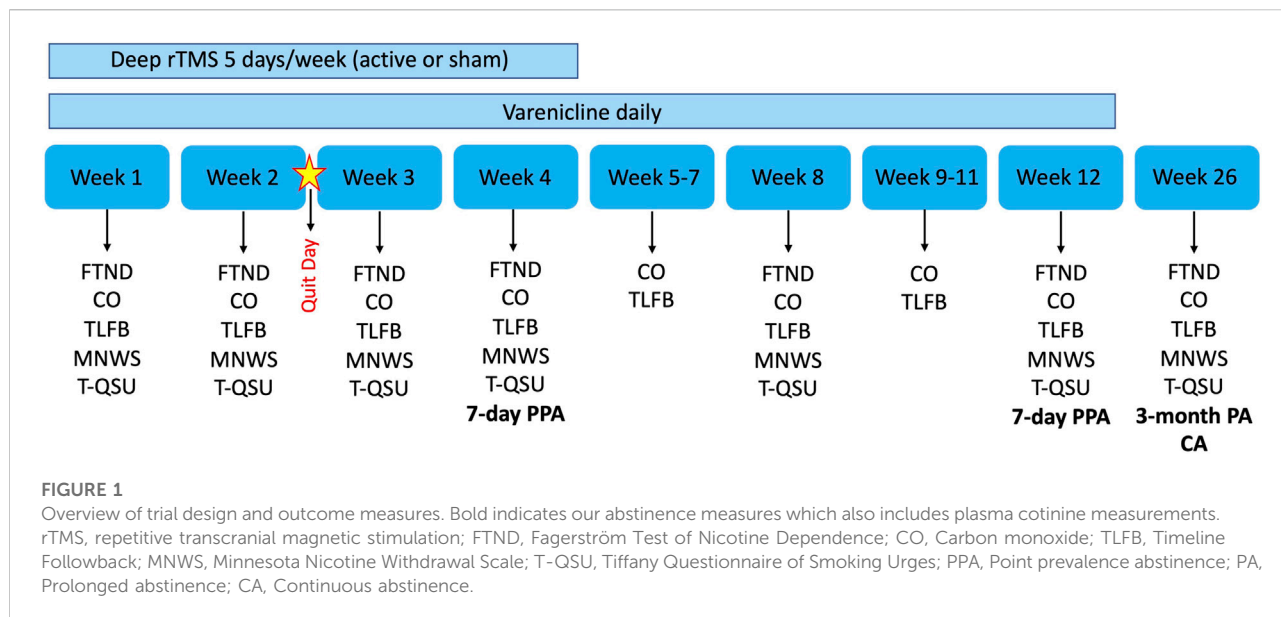 Deep rTMS 5 days/week (active or sham)
Varenicline daily
Week 1
Week 2
Week 3
Week 4
Week 5-7
Week 8
Week 9-11
Week 12
Week 26
FTND
CO
TLFB
MNWS
T-QSU
FTND
CO
TLFB
MNWS
T-QSU
Quit Day
FTND
CO
TLFB
MNWS
T-QSU
FTND
CO
TLFB
MNWS
T-QSU
7-day PPA
CO
TLFB
FTND
CO
TLFB
MNWS
T-QSU
CO
TLFB
FTND
CO
TLFB
MNWS
T-QSU
7-day PPA
FTND
CO
TLFB
MNWS
T-QSU
3-month PA
CA
FIGURE 1
Overview of trial design and outcome measures. Bold indicates our abstinence measures which also includes plasma cotinine measurements.
rTMS, repetitive transcranial magnetic stimulation; FTND, Fagerström Test of Nicotine Dependence; CO, Carbon monoxide; TLFB, Timeline
Followback; MNWS, Minnesota Nicotine Withdrawal Scale; T-QSU, Tiffany Questionnaire of Smoking Urges; PPA, Point prevalence abstinence; PA,
Prolonged abstinence; CA, Continuous abstinence.